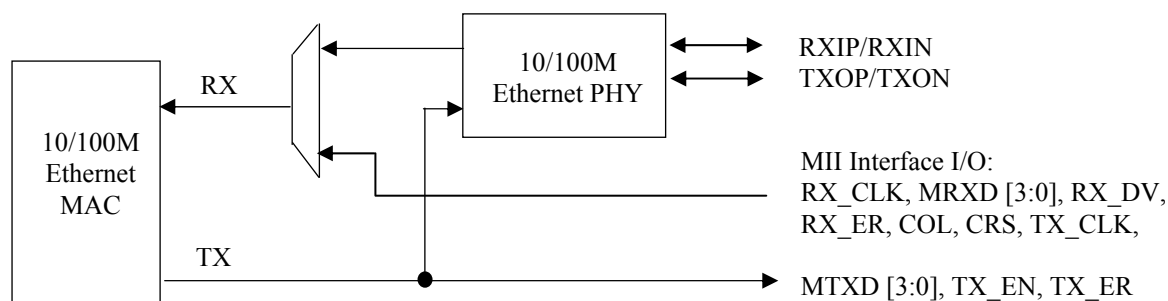 10/100M
Ethernet
MAC
RX
TX
10/100M
Ethernet PHY
RXIP/RXIN
TXOP/TXON
MII Interface I/O:
RX_CLK, MRXD [3:0], RX_DV,
RX_ER, COL, CRS, TX_CLK,
MTXD [3:0], TX_EN, TX_ER